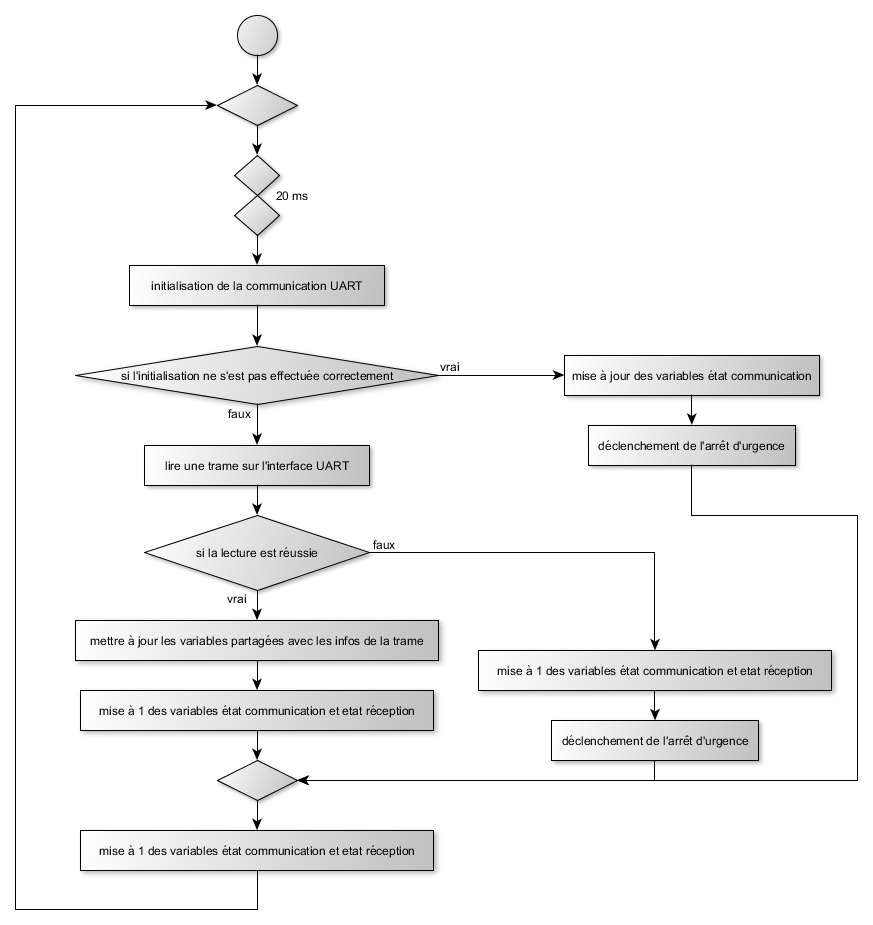 20 ms
initialisation de la communication UART
si l'initialisation ne s'est pas effectuée correctement
vrai
mise à jour des variables état communication
faux
déclenchement de l'arrêt d'urgence
lire une trame sur l'interface UART
si la lecture est réussie
faux
vrai
mettre à jour les variables partagées avec les infos de la trame
mise à 1 des variables état communication et etat réception
mise à 1 des variables état communication et etat réception
déclenchement de l'arrêt d'urgence
mise à 1 des variables état communication et etat réception